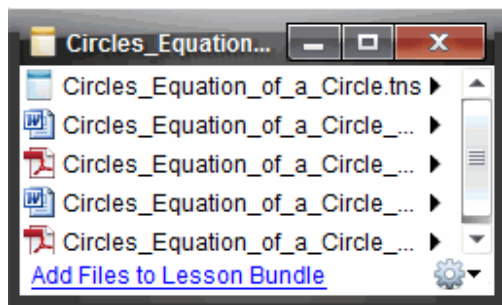 Circles_Equation...
Circles_Equation_of_a_Circle.tns
Circles_Equation_of_a_Circle_...
Circles_Equation_of_a_Circle_...
Circles_Equation_of_a_Circle_...
Circles_Equation_of_a_Circle_...
Add Files to Lesson Bundle